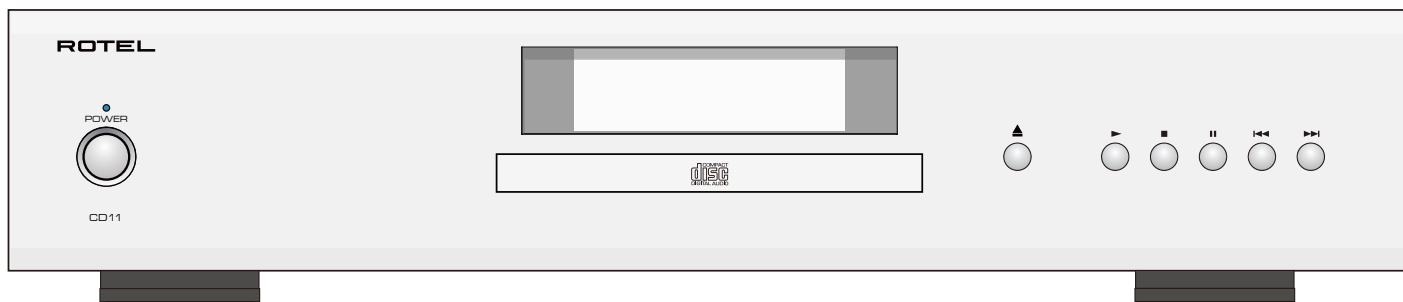 ROTEL
POWER
COMPACT
disc
DIGITAL AUDIO
CD11